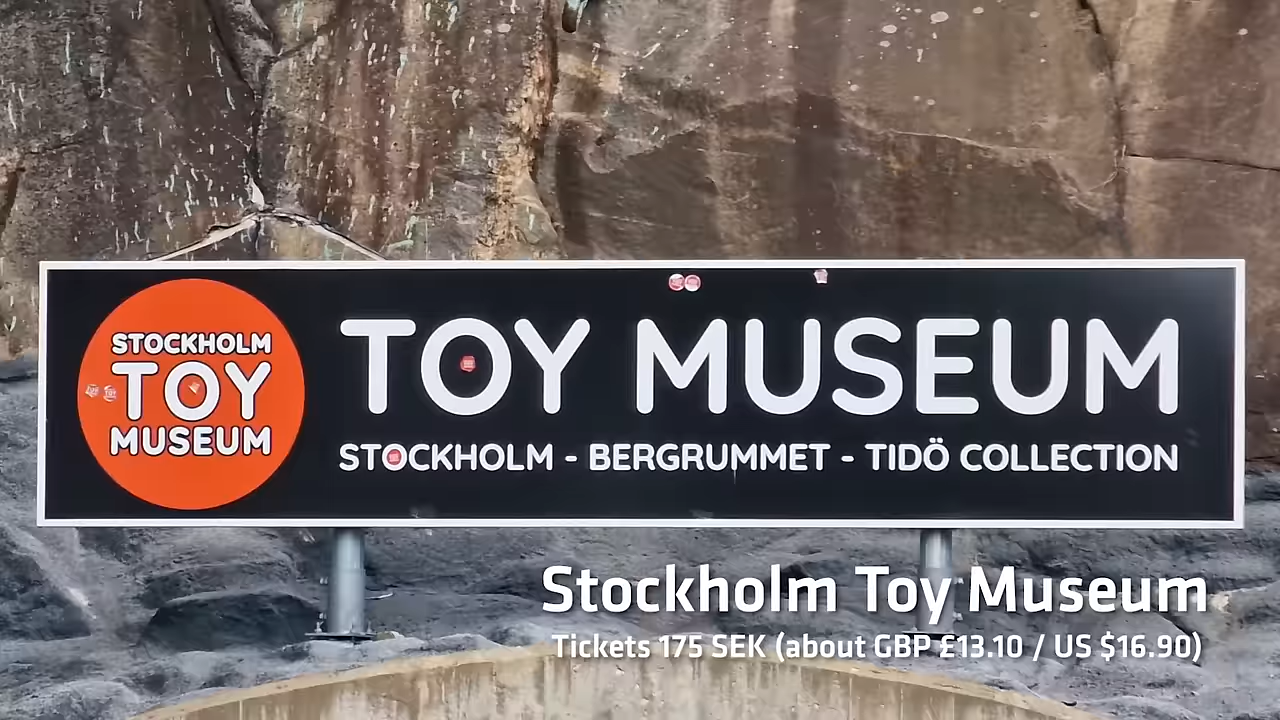 STOCKHOLM
TOY
MUSEUM
TOY MUSEUM
STOCKHOLM - BERGRUMMET - TIDÖ COLLECTION
Stockholm Toy Museum
Tickets 175 SEK (about GBP £13.10 / US $16.90)